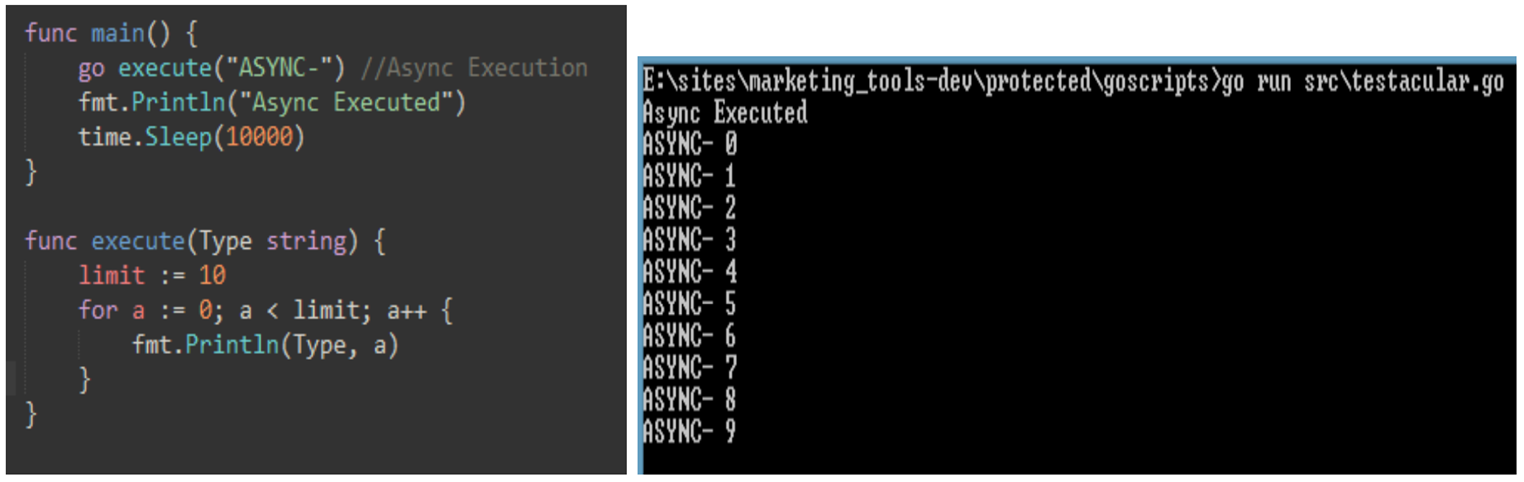 func main() {
    go execute("ASYNC-") //Async Execution
    fmt.Println("Async Executed")
    time.Sleep(10000)
}

func execute(Type string) {
    limit := 10
    for a := 0; a < limit; a++ {
        fmt.Println(Type, a)
    }
}
E:\sites\marketing_tools-dev\protected\goscripts>go run src\testacular.go
Async Executed
ASYNC- 0
ASYNC- 1
ASYNC- 2
ASYNC- 3
ASYNC- 4
ASYNC- 5
ASYNC- 6
ASYNC- 7
ASYNC- 8
ASYNC- 9